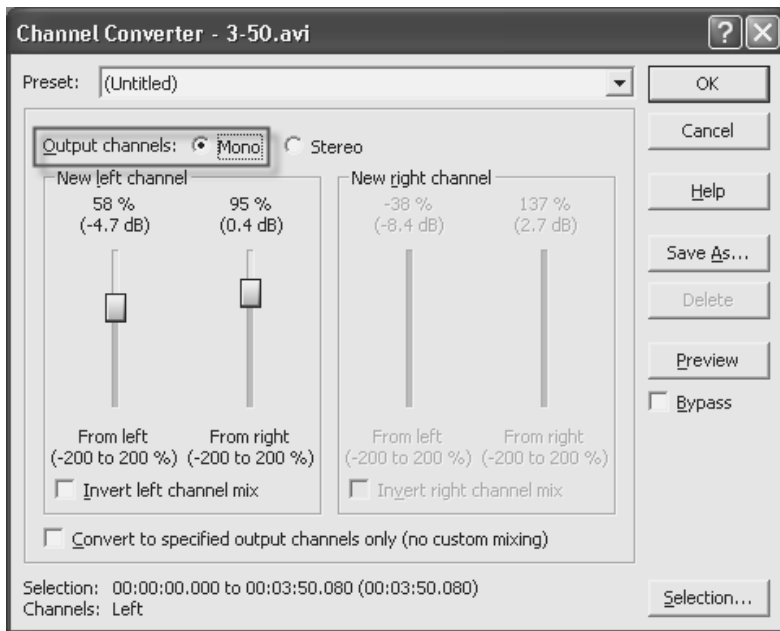 Channel Converter - 3-50.avi
Preset: (Untitled)
OK
Cancel
Help
Save As...
Delete
Preview
Bypass
Output channels: Mono Stereo
New left channel
58 % 95 %
(-4.7 dB) (0.4 dB)
From left From right
(-200 to 200 %) (-200 to 200 %)
Invert left channel mix
New right channel
-38 % 137 %
(-8.4 dB) (2.7 dB)
From left From right
(-200 to 200 %) (-200 to 200 %)
Invert right channel mix
Convert to specified output channels only (no custom mixing)
Selection: 00:00:00.000 to 00:03:50.080 (00:03:50.080)
Channels: Left
Selection...